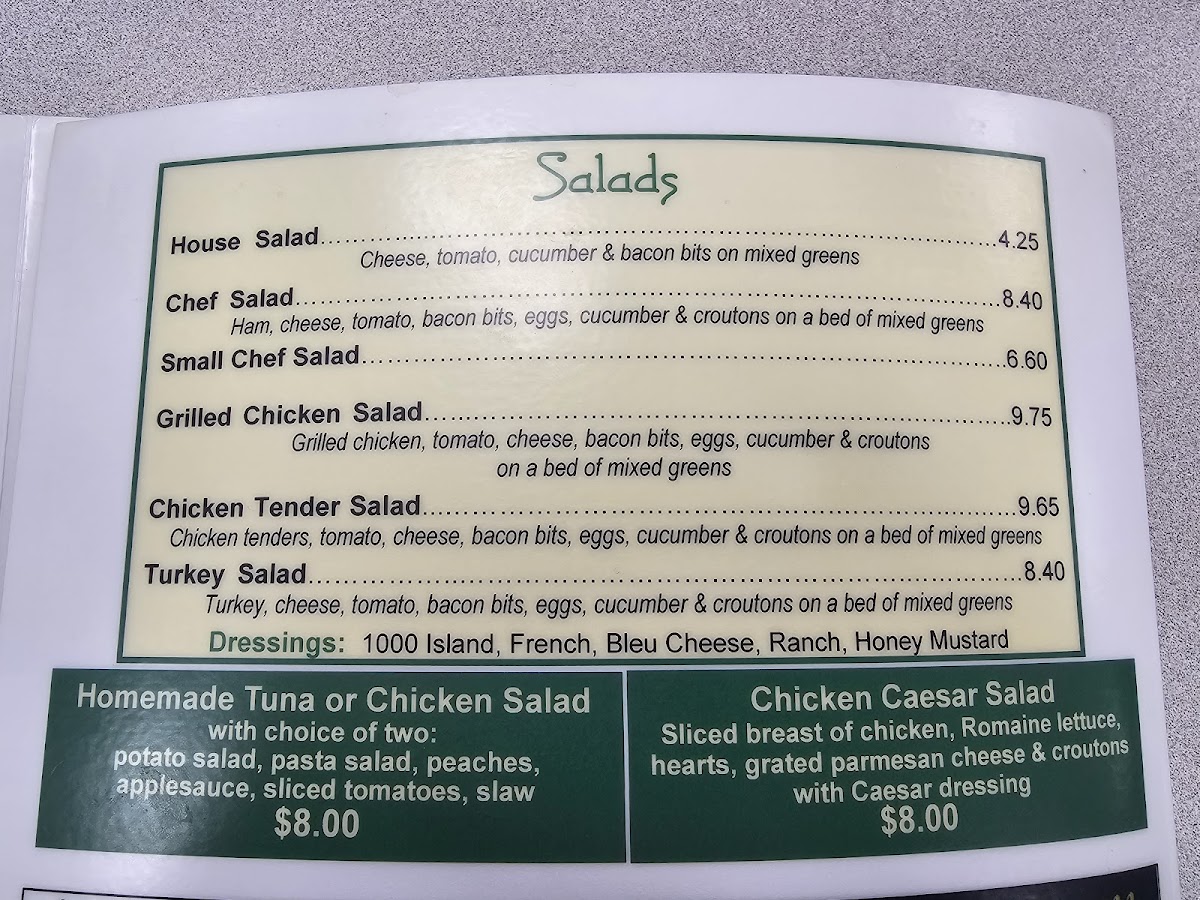 Salads
House Salad........................................................................4.25
Cheese, tomato, cucumber & bacon bits on mixed greens
Chef Salad........................................................................8.40
Ham, cheese, tomato, bacon bits, eggs, cucumber & croutons on a bed of mixed greens
Small Chef Salad........................................................................6.60
Grilled Chicken Salad........................................................................9.75
Grilled chicken, tomato, cheese, bacon bits, eggs, cucumber & croutons
on a bed of mixed greens
Chicken Tender Salad........................................................................9.65
Chicken tenders, tomato, cheese, bacon bits, eggs, cucumber & croutons on a bed of mixed greens
Turkey Salad........................................................................8.40
Turkey, cheese, tomato, bacon bits, eggs, cucumber & croutons on a bed of mixed greens
Dressings: 1000 Island, French, Bleu Cheese, Ranch, Honey Mustard
Homemade Tuna or Chicken Salad
with choice of two:
potato salad, pasta salad, peaches,
applesauce, sliced tomatoes, slaw
$8.00
Chicken Caesar Salad
Sliced breast of chicken, Romaine lettuce,
hearts, grated parmesan cheese & croutons
with Caesar dressing
$8.00